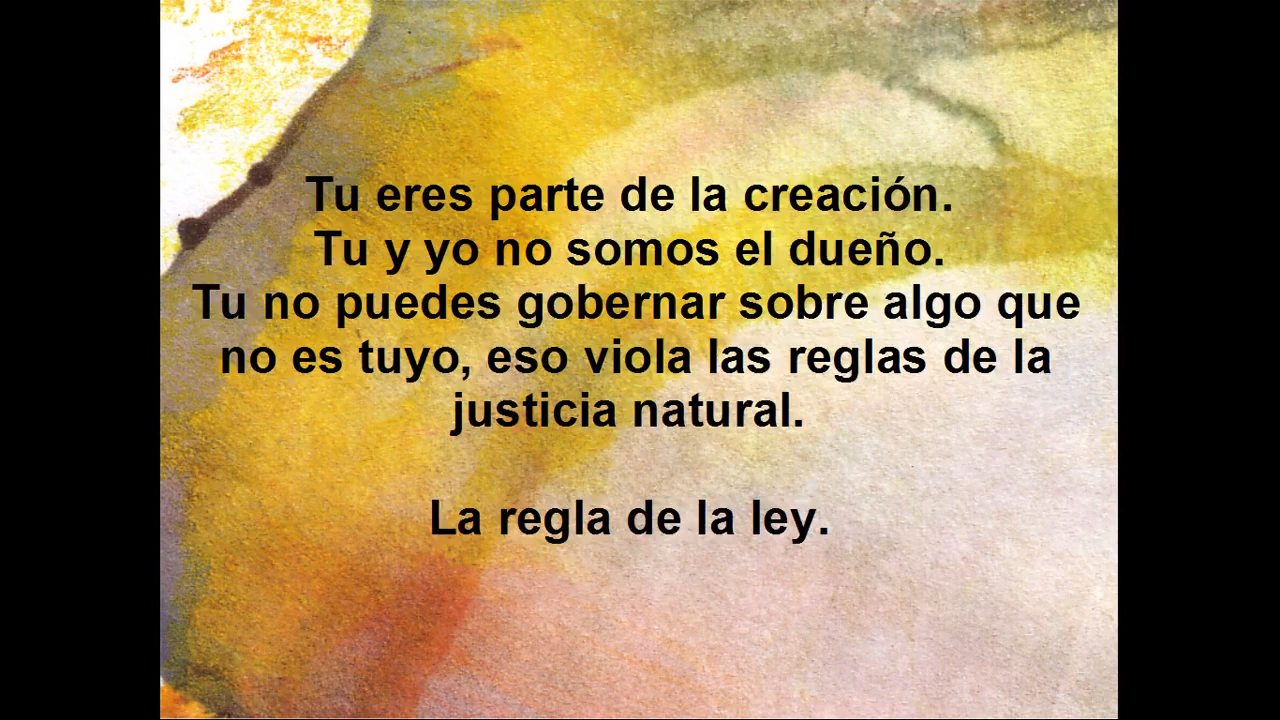 Tu eres parte de la creación.
Tu y yo no somos el dueño.
Tu no puedes gobernar sobre algo que
no es tuyo, eso viola las reglas de la
justicia natural.
La regla de la ley.